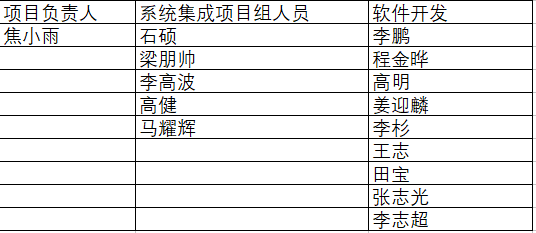 项目负责人 系统集成项目组人员 软件开发
焦小雨 石硕 李鹏
梁朋帅 程金晔
李高波 高明
高健 姜迎麟
马耀辉 李杉
王志
田宝
张志光
李志超